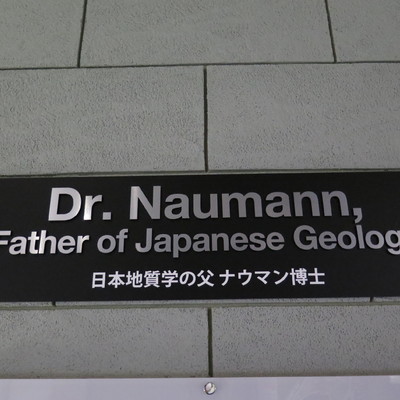 Dr. Naumann,
Father of Japanese Geolog
日本地質学の父 ナウマン博士